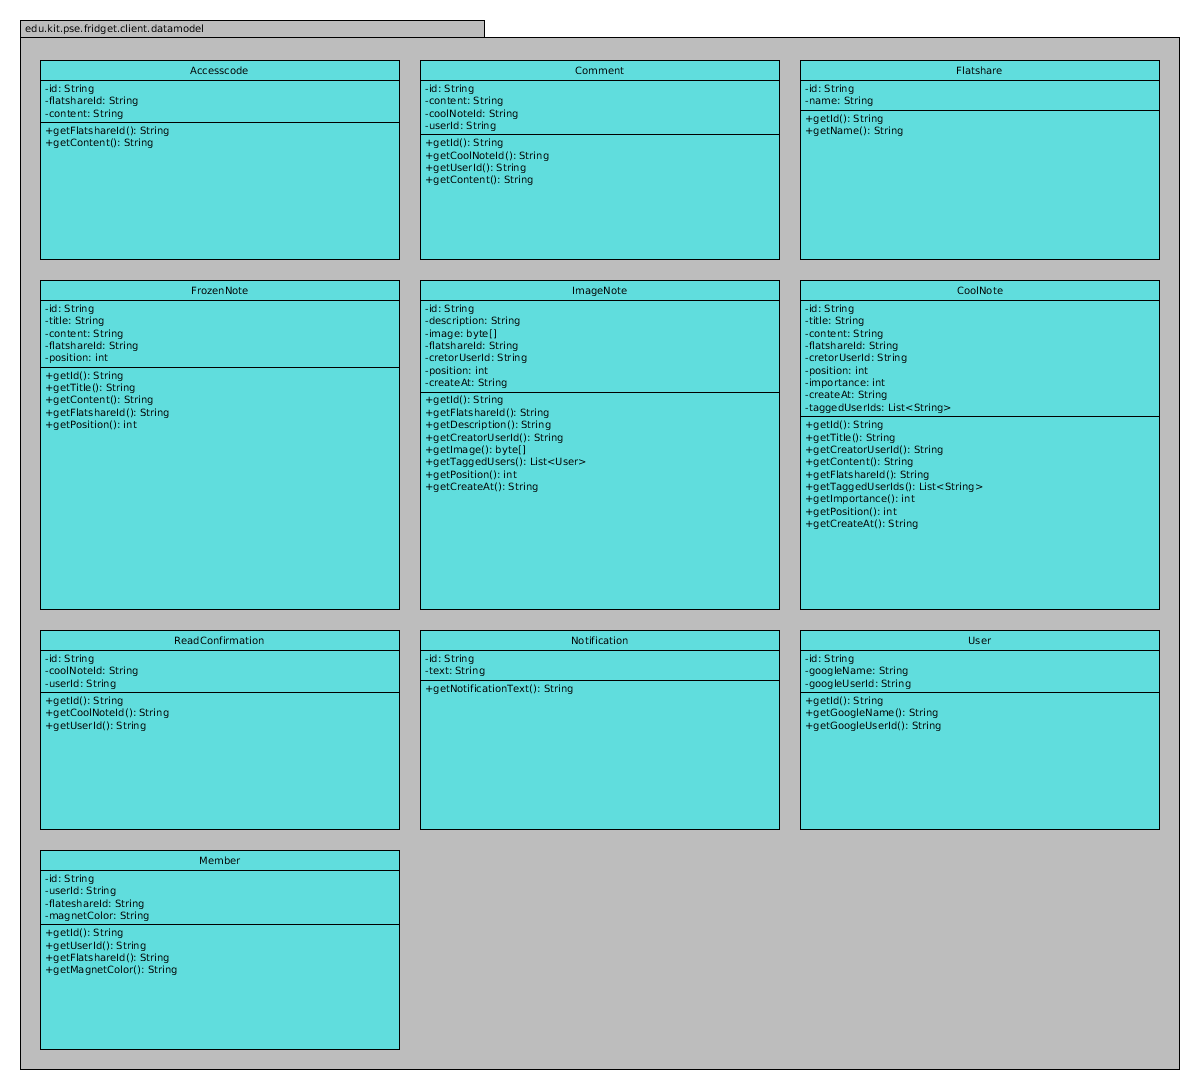 edu.kit.pse.fridget.client.datamodel
Accesscode
-id: String
-flatshareId: String
-content: String
+getFlatshareId(): String
+getContent(): String
Comment
-id: String
-content: String
-coolNoteId: String
-userId: String
+getId(): String
+getCoolNoteId(): String
+getUserId(): String
+getContent(): String
Flatshare
-id: String
-name: String
+getId(): String
+getName(): String
FrozenNote
-id: String
-title: String
-content: String
-flatshareId: String
-position: int
+getId(): String
+getTitle(): String
+getContent(): String
+getFlatshareId(): String
+getPosition(): int
ImageNote
-id: String
-description: String
-image: byte[]
-flatshareId: String
-cretorUserId: String
-position: int
-createAt: String
+getId(): String
+getFlatshareId(): String
+getDescription(): String
+getCreatorUserId(): String
+getImage(): byte[]
+getTaggedUsers(): List<User>
+getPosition(): int
+getCreateAt(): String
CoolNote
-id: String
-title: String
-content: String
-flatshareId: String
-cretorUserId: String
-position: int
-importance: int
-createAt: String
-taggedUserIds: List<String>
+getId(): String
+getTitle(): String
+getCreatorUserId(): String
+getContent(): String
+getFlatshareId(): String
+getTaggedUserIds(): List<String>
+getImportance(): int
+getPosition(): int
+getCreateAt(): String
ReadConfirmation
-id: String
-coolNoteId: String
-userId: String
+getId(): String
+getCoolNoteId(): String
+getUserId(): String
Notification
-id: String
-text: String
+getNotificationText(): String
User
-id: String
-googleName: String
-googleUserId: String
+getId(): String
+getGoogleName(): String
+getGoogleUserId(): String
Member
-id: String
-userId: String
-flateshareId: String
-magnetColor: String
+getId(): String
+getUserId(): String
+getFlatshareId(): String
+getMagnetColor(): String